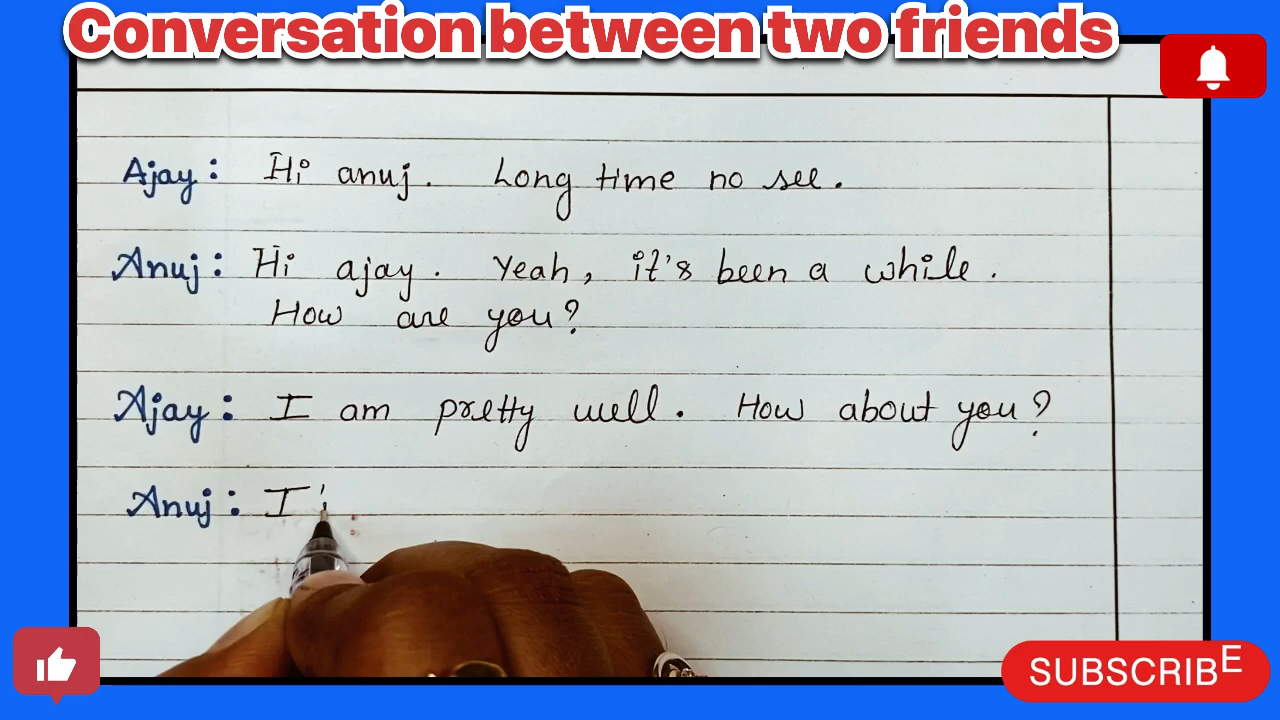 Conversation between two friends
Ajay: Hi anuj. Long time no see.
Anuj: Hi ajay. Yeah, it's been a while.
How are you?
Ajay: I am pretty well. How about you?
Anuj: I'
SUBSCRIBE